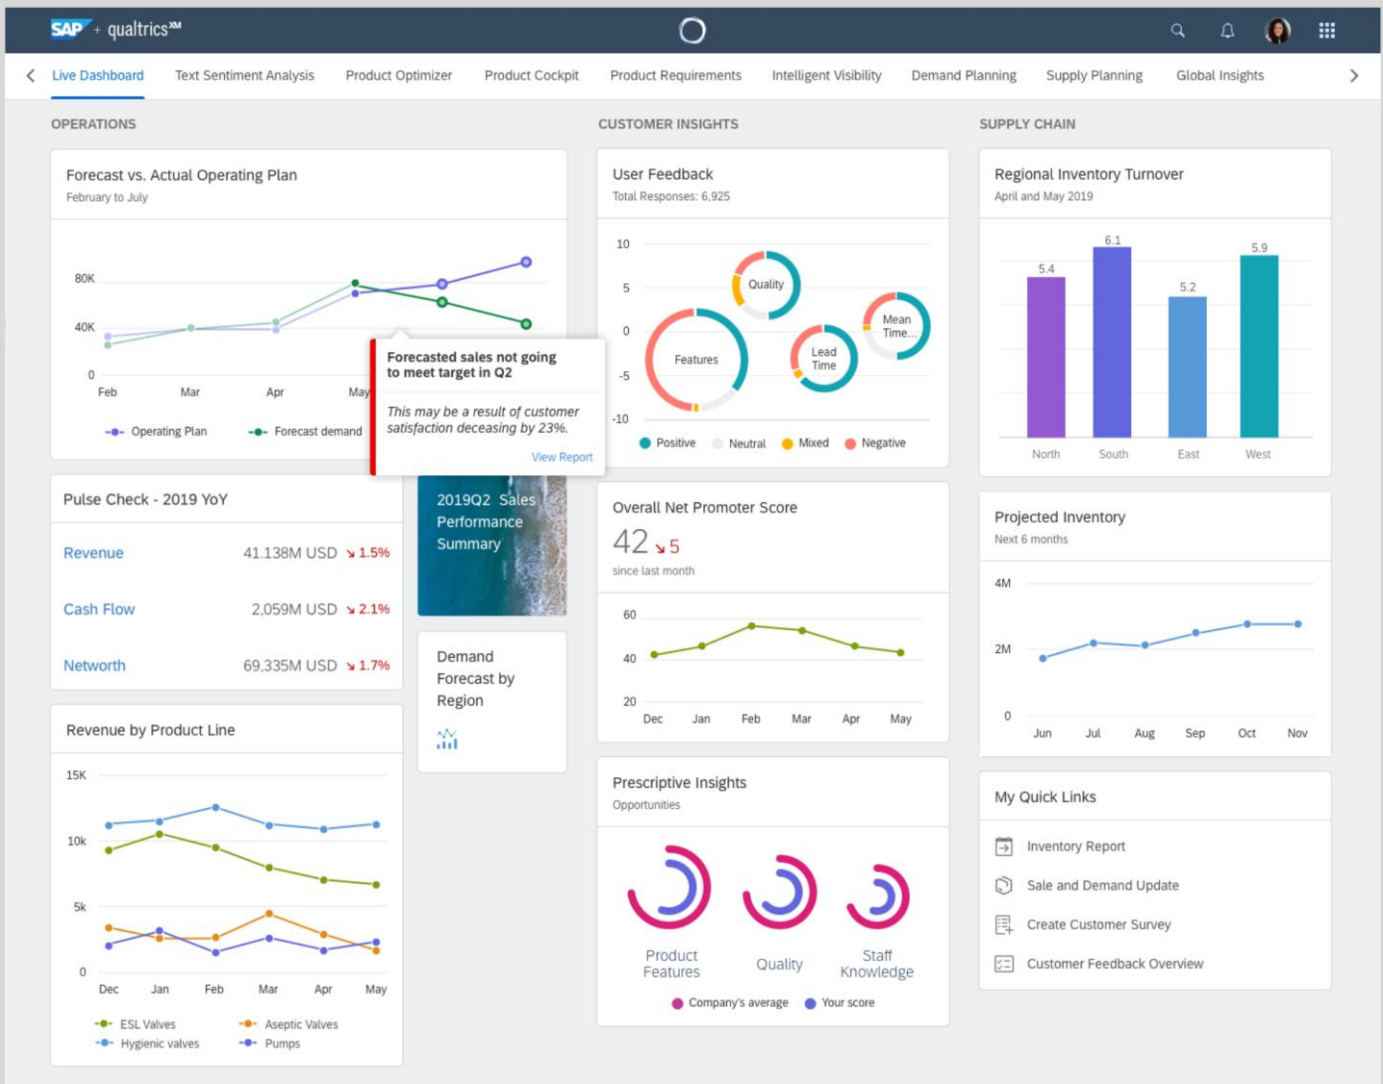 SAP + qualtrics XM
Live Dashboard
Text Sentiment Analysis
Product Optimizer
Product Cockpit
Product Requirements
Intelligent Visibility
Demand Planning
Supply Planning
Global Insights
OPERATIONS
Forecast vs. Actual Operating Plan
February to July
80K
40K
0
Feb
Mar
Apr
May
Operating Plan
Forecast demand
Forecasted sales not going
to meet target in Q2
This may be a result of customer
satisfaction deceasing by 23%.
View Report
Pulse Check - 2019 YoY
Revenue 41.138M USD ↘ 1.5%
Cash Flow 2,059M USD ↘ 2.1%
Networth 69,335M USD ↘ 1.7%
2019Q2 Sales
Performance
Summary
Demand
Forecast by
Region
Revenue by Product Line
15K
10k
5k
0
Dec Jan Feb Mar Apr May
ESL Valves
Aseptic Valves
Hygienic valves
Pumps
CUSTOMER INSIGHTS
User Feedback
Total Responses: 6,925
10
5
0
-5
-10
Quality
Features
Lead
Time
Mean
Time...
Positive
Neutral
Mixed
Negative
Overall Net Promoter Score
42 ↘ 5
since last month
60
40
20
Dec Jan Feb Mar Apr May
Prescriptive Insights
Opportunities
Product
Features
Quality
Staff
Knowledge
Company's average
Your score
SUPPLY CHAIN
Regional Inventory Turnover
April and May 2019
5.4
6.1
5.2
5.9
North
South
East
West
Projected Inventory
Next 6 months
4M
2M
0
Jun Jul Aug Sep Oct Nov
My Quick Links
Inventory Report
Sale and Demand Update
Create Customer Survey
Customer Feedback Overview